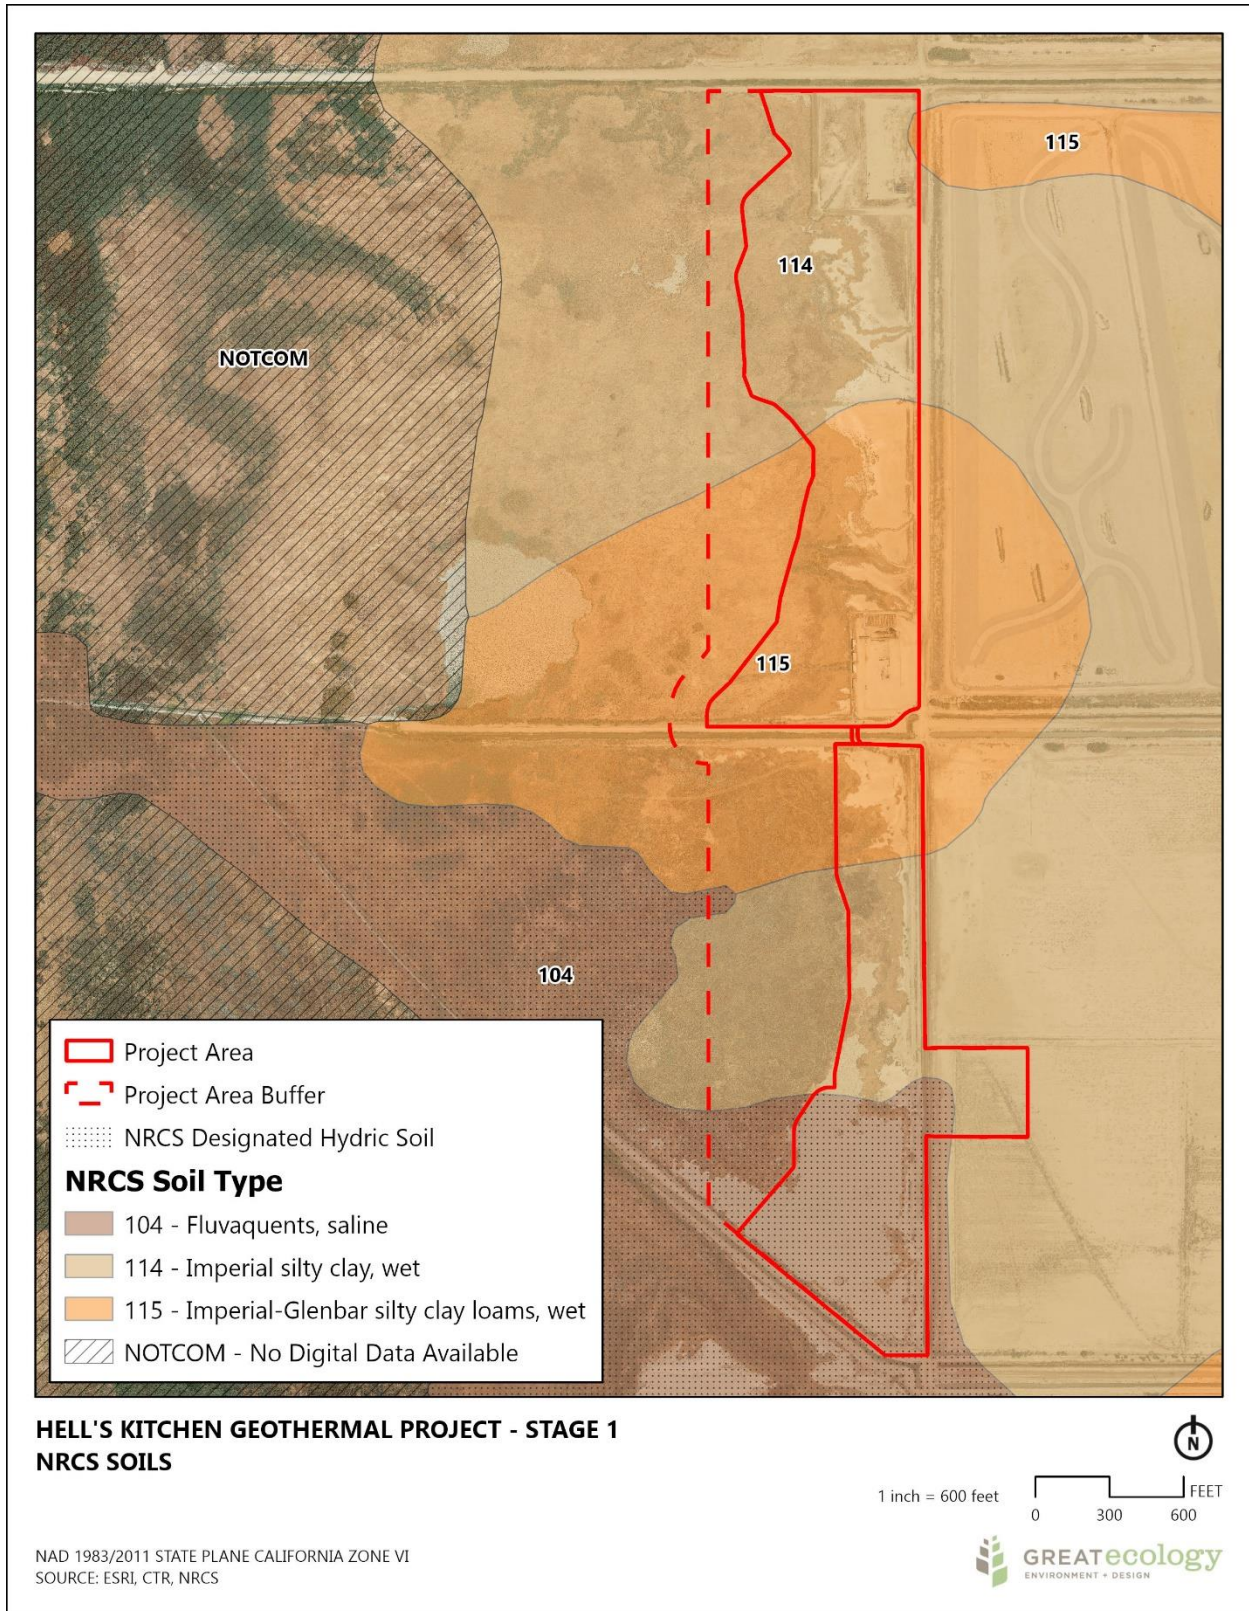 115
114
NOTCOM
115
104
Project Area
Project Area Buffer
NRCS Designated Hydric Soil
NRCS Soil Type
104 - Fluvaquents, saline
114 - Imperial silty clay, wet
115 - Imperial-Glenbar silty clay loams, wet
NOTCOM - No Digital Data Available
HELL'S KITCHEN GEOTHERMAL PROJECT - STAGE 1
NRCS SOILS
N
1 inch = 600 feet
FEET
0 300 600
NAD 1983/2011 STATE PLANE CALIFORNIA ZONE VI
SOURCE: ESRI, CTR, NRCS
GREATecology
ENVIRONMENT + DESIGN